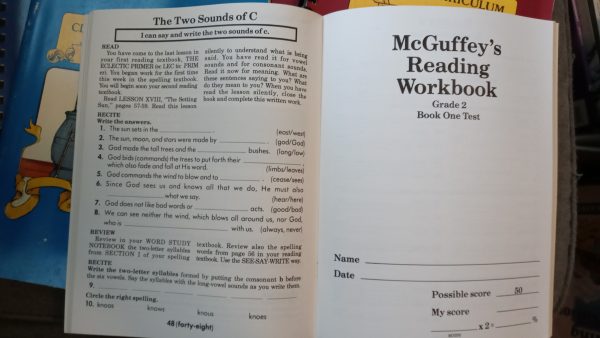 The Two Sounds of C
I can say and write the two sounds of c.
READ
You have come to the last lesson in
your first reading textbook, THE
ECLECTIC PRIMER (ec LEC tic PRIM
er). You began work for the first time
this week in the spelling textbook.
You will begin soon your second reading
textbook.
Read LESSON XVIII, "The Setting
Sun," pages 57-59. Read this lesson
silently to understand what is being
said. You have read it for vowel
sounds and for consonant sounds.
Read it now for meaning. What are
these sentences saying to you? What
do they mean to you? When you have
read the lesson silently, close the
book and complete this written work.
RECITE
Write the answers.
1. The sun sets in the (east/west)
2. The sun, moon, and stars were made by (god/God)
3. God made the tall trees and the bushes. (long/low)
4. God bids (commands) the trees to put forth their
which also fade and fall at His word. (limbs/leaves)
5. God commands the wind to blow and to (cease/sees)
6. Since God sees us and knows all that we do, He must also
what we say. (hear/here)
7. God does not like bad words or acts. (good/bad)
8. We can see neither the wind, which blows all around us, nor God,
who is with us. (always, never)
REVIEW
Review in your WORD STUDY
NOTEBOOK the two-letter syllables
from SECTION 1 of your spelling
textbook. Review also the spelling
words from page 56 in your reading
textbook. Use the SEE-SAY-WRITE way.
RECITE
Write the two-letter syllables formed by putting the consonant b before
the six vowels. Say the syllables with the long-vowel sounds as you write them.
9.
Circle the right spelling.
10. knoas knows knous knoes
48 (forty-eight)
CURRICULUM
McGuffey's
Reading
Workbook
Grade 2
Book One Test
Name
Date
Possible score 50
My score
x 2 = %